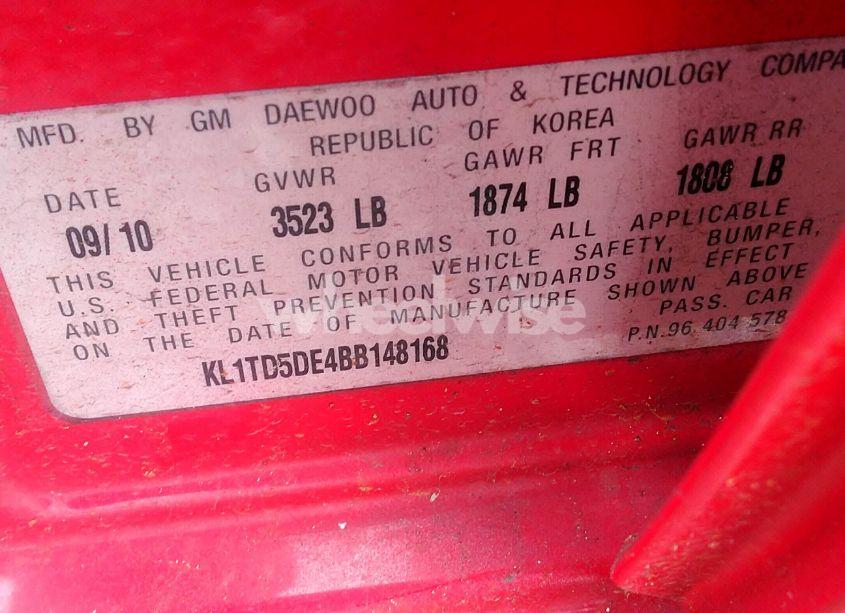 MFD. BY GM DAEWOO AUTO & TECHNOLOGY COMPA
REPUBLIC OF KOREA
DATE GVWR GAWR FRT GAWR RR
09/10 3523 LB 1874 LB 1808 LB
THIS VEHICLE CONFORMS TO ALL APPLICABLE
U.S. FEDERAL MOTOR VEHICLE SAFETY, BUMPER,
AND THEFT PREVENTION STANDARDS IN EFFECT
ON THE DATE OF MANUFACTURE SHOWN ABOVE
PASS. CAR
KL1TD5DE4BB148168
P.N.96 404 578
wheelwise